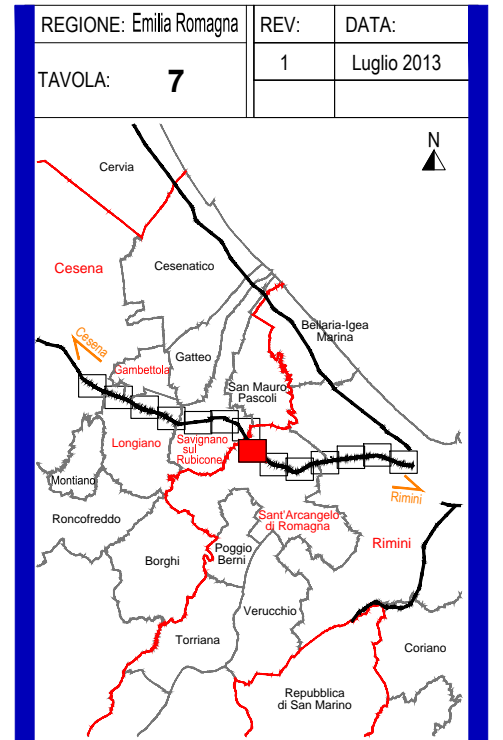 REGIONE: Emilia Romagna
REV:
DATA:
TAVOLA: 7
1
Luglio 2013
N
Cervia
Cesena
Cesenatico
Bellaria-Igea
Marina
Cesena
Gatteo
Gambettola
San Mauro
Pascoli
Longiano
Savignano
sul
Rubicone
Montiano
Rimini
Roncofreddo
Sant'Arcangelo
di Romagna
Rimini
Borghi
Poggio
Berni
Verucchio
Torriana
Coriano
Repubblica
di San Marino